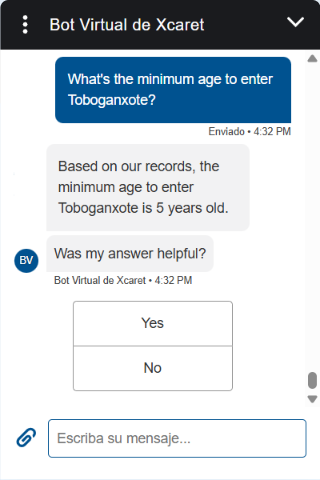 Bot Virtual de Xcaret
What's the minimum age to enter
Toboganxote?
Enviado • 4:32 PM
Based on our records, the
minimum age to enter
Toboganxote is 5 years old.
Was my answer helpful?
BV
Bot Virtual de Xcaret • 4:32 PM
Yes
No
Escriba su mensaje...